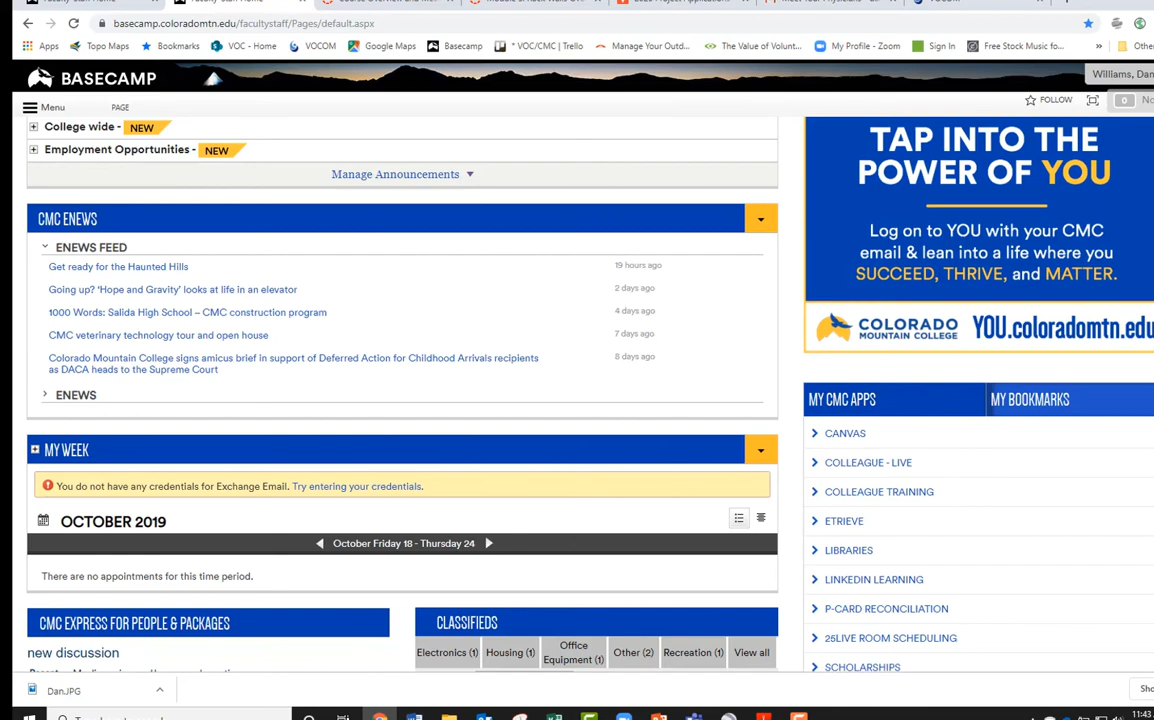 basecamp.coloradomtn.edu/facultystaff/Pages/default.aspx
Apps Topo Maps Bookmarks VOC - Home VOCOM Google Maps Basecamp * VOC/CMC | Trello Manage Your Outd... The Value of Volunt... My Profile - Zoom Sign In Free Stock Music fo... » Othe
BASECAMP
Williams, Dan
Menu PAGE
FOLLOW 0 No
College wide - NEW
Employment Opportunities - NEW
Manage Announcements
TAP INTO THE
POWER OF YOU
Log on to YOU with your CMC
email & lean into a life where you
SUCCEED, THRIVE, and MATTER.
COLORADO
MOUNTAIN COLLEGE
YOU.coloradomtn.edu
CMC ENEWS
ENEWS FEED
Get ready for the Haunted Hills 19 hours ago
Going up? ‘Hope and Gravity’ looks at life in an elevator 2 days ago
1000 Words: Salida High School – CMC construction program 4 days ago
CMC veterinary technology tour and open house 7 days ago
Colorado Mountain College signs amicus brief in support of Deferred Action for Childhood Arrivals recipients 8 days ago
as DACA heads to the Supreme Court
ENEWS
MY WEEK
You do not have any credentials for Exchange Email. Try entering your credentials.
OCTOBER 2019
October Friday 18 - Thursday 24
There are no appointments for this time period.
MY CMC APPS MY BOOKMARKS
CANVAS
COLLEAGUE - LIVE
COLLEAGUE TRAINING
ETRIEVE
LIBRARIES
LINKEDIN LEARNING
P-CARD RECONCILIATION
25LIVE ROOM SCHEDULING
SCHOLARSHIPS
CMC EXPRESS FOR PEOPLE & PACKAGES
new discussion
CLASSIFIEDS
Electronics (1) Housing (1) Office Equipment (1) Other (2) Recreation (1) View all
Dan.JPG
Sho
11:43